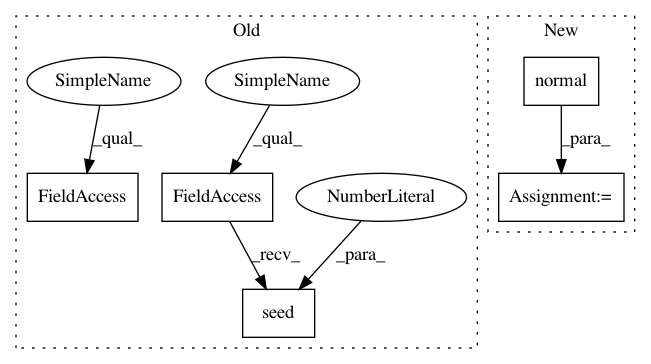 Old
New
SimpleName
SimpleName
normal
_qual_
_qual_
_para_
FieldAccess
FieldAccess
NumberLiteral
Assignment:=
_recv_
_para_
seed